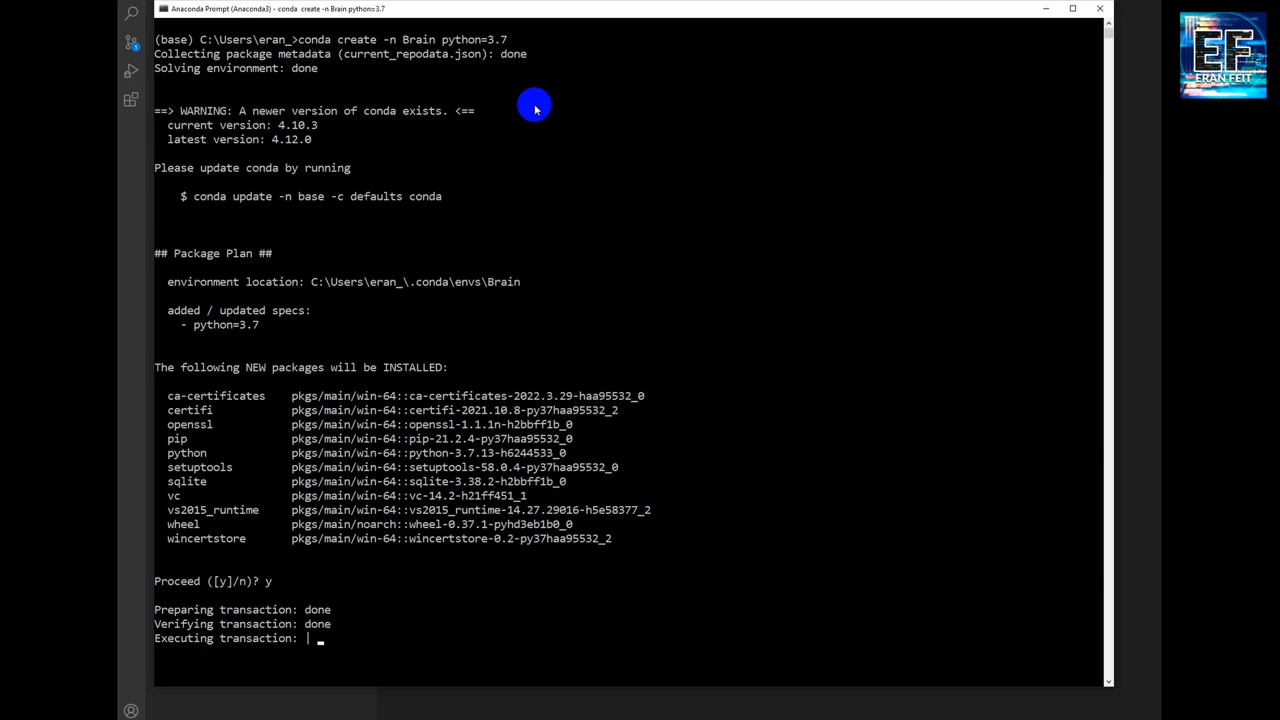 Anaconda Prompt (Anaconda3) - conda  create -n Brain python=3.7
(base) C:\Users\eran_>conda create -n Brain python=3.7
Collecting package metadata (current_repodata.json): done
Solving environment: done
==> WARNING: A newer version of conda exists. <==
current version: 4.10.3
latest version: 4.12.0
Please update conda by running
$ conda update -n base -c defaults conda
## Package Plan ##
environment location: C:\Users\eran_\.conda\envs\Brain
added / updated specs:
- python=3.7
The following NEW packages will be INSTALLED:
ca-certificates    pkgs/main/win-64::ca-certificates-2022.3.29-haa95532_0
certifi            pkgs/main/win-64::certifi-2021.10.8-py37haa95532_2
openssl            pkgs/main/win-64::openssl-1.1.1n-h2bbff1b_0
pip                pkgs/main/win-64::pip-21.2.4-py37haa95532_0
python             pkgs/main/win-64::python-3.7.13-h6244533_0
setuptools         pkgs/main/win-64::setuptools-58.0.4-py37haa95532_0
sqlite             pkgs/main/win-64::sqlite-3.38.2-h2bbff1b_0
vc                 pkgs/main/win-64::vc-14.2-h21ff451_1
vs2015_runtime     pkgs/main/win-64::vs2015_runtime-14.27.29016-h5e58377_2
wheel              pkgs/main/noarch::wheel-0.37.1-pyhd3eb1b0_0
wincertstore       pkgs/main/win-64::wincertstore-0.2-py37haa95532_2
Proceed ([y]/n)? y
Preparing transaction: done
Verifying transaction: done
Executing transaction: | _
1
EF
ERAN FEIT